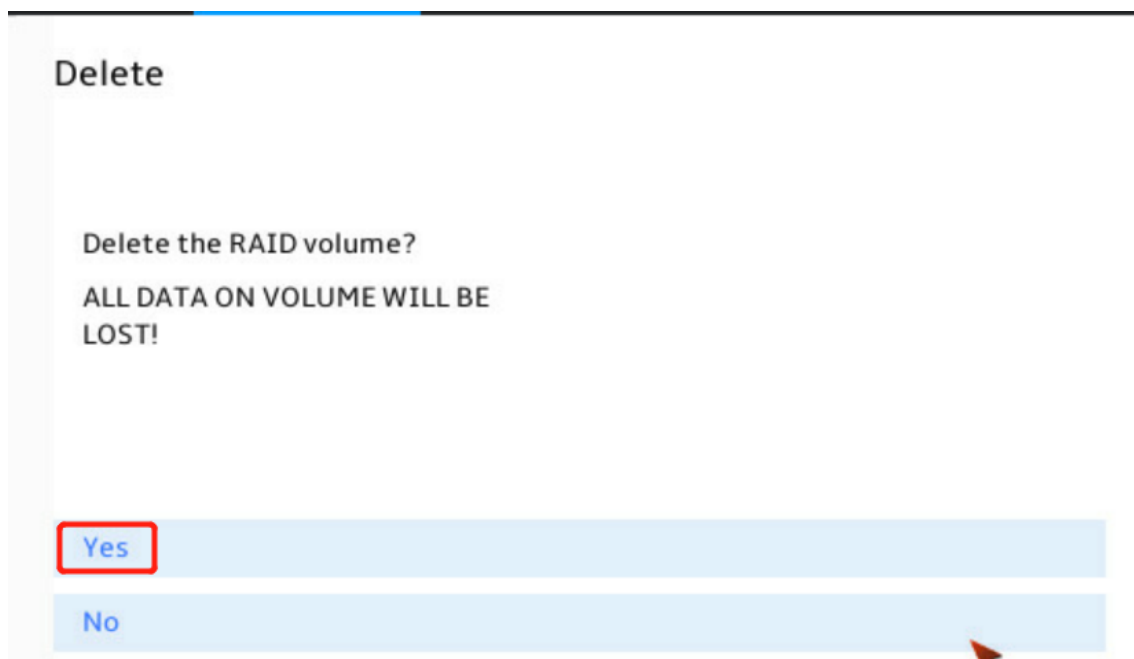 Delete
Delete the RAID volume?
ALL DATA ON VOLUME WILL BE
LOST!
Yes
No